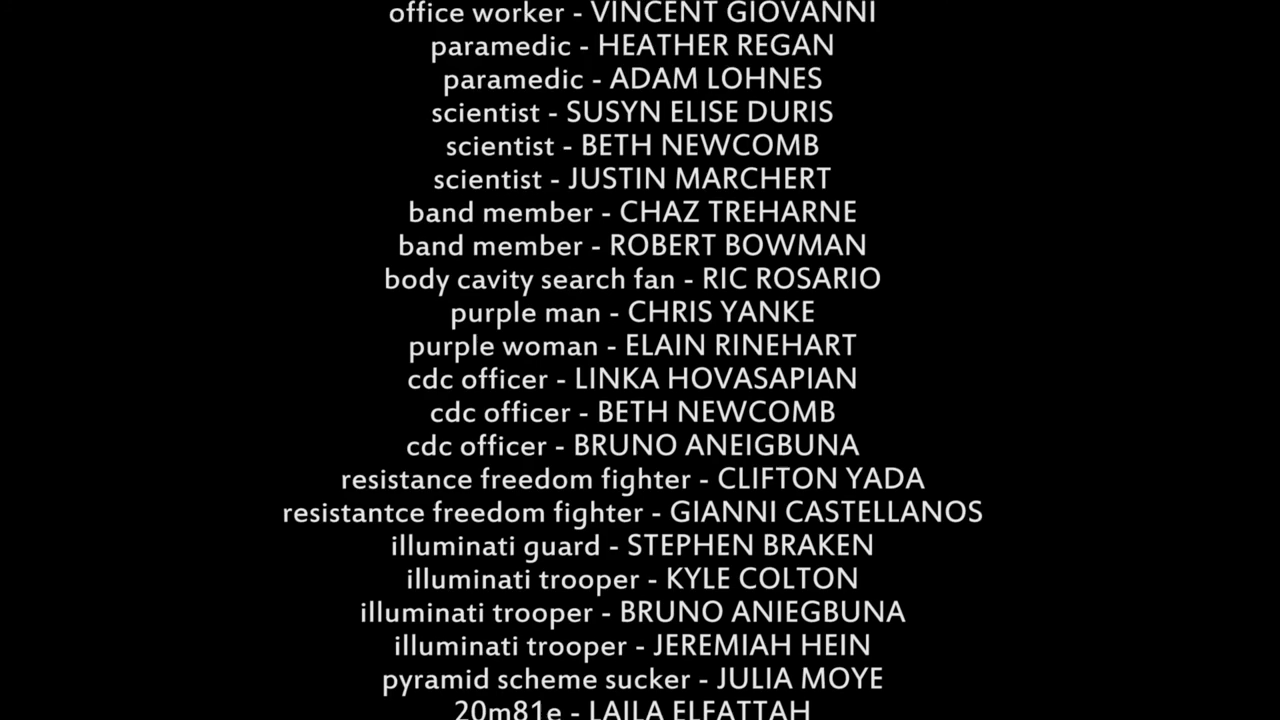 office worker - VINCENT GIOVANNI
paramedic - HEATHER REGAN
paramedic - ADAM LOHNES
scientist - SUSYN ELISE DURIS
scientist - BETH NEWCOMB
scientist - JUSTIN MARCHERT
band member - CHAZ TREHARNE
band member - ROBERT BOWMAN
body cavity search fan - RIC ROSARIO
purple man - CHRIS YANKE
purple woman - ELAIN RINEHART
cdc officer - LINKA HOVASAPIAN
cdc officer - BETH NEWCOMB
cdc officer - BRUNO ANEIGBUNA
resistance freedom fighter - CLIFTON YADA
resistantce freedom fighter - GIANNI CASTELLANOS
illuminati guard - STEPHEN BRAKEN
illuminati trooper - KYLE COLTON
illuminati trooper - BRUNO ANIEGBUNA
illuminati trooper - JEREMIAH HEIN
pyramid scheme sucker - JULIA MOYE
20m81e - LAILA ELFATTAH